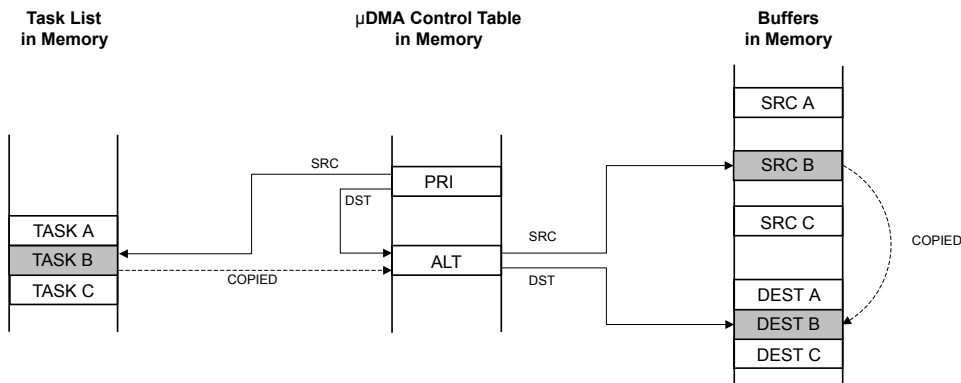 Task List
in Memory
µDMA Control Table
in Memory
Buffers
in Memory
SRC A
SRC
PRI
SRC B
DST
TASK A
SRC C
SRC
COPIED
TASK B
ALT
COPIED
DST
TASK C
DEST A
DEST B
DEST C